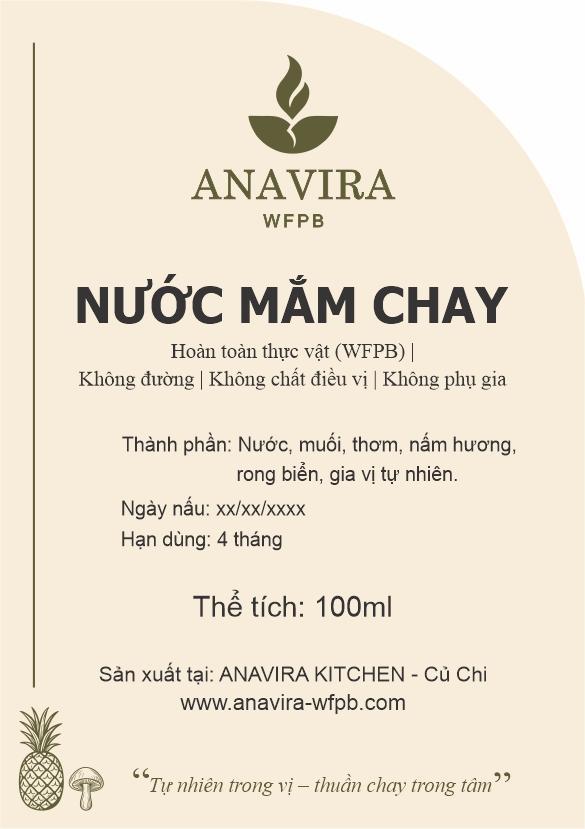 ANAVIRA
WFPB
NƯỚC MẮM CHAY
Hoàn toàn thực vật (WFPB) |
Không đường | Không chất điều vị | Không phụ gia
Thành phần: Nước, muối, thơm, nấm hương,
rong biển, gia vị tự nhiên.
Ngày nấu: xx/xx/xxxx
Hạn dùng: 4 tháng
Thể tích: 100ml
Sản xuất tại: ANAVIRA KITCHEN - Củ Chi
www.anavira-wfpb.com
“Tự nhiên trong vị – thuần chay trong tâm”